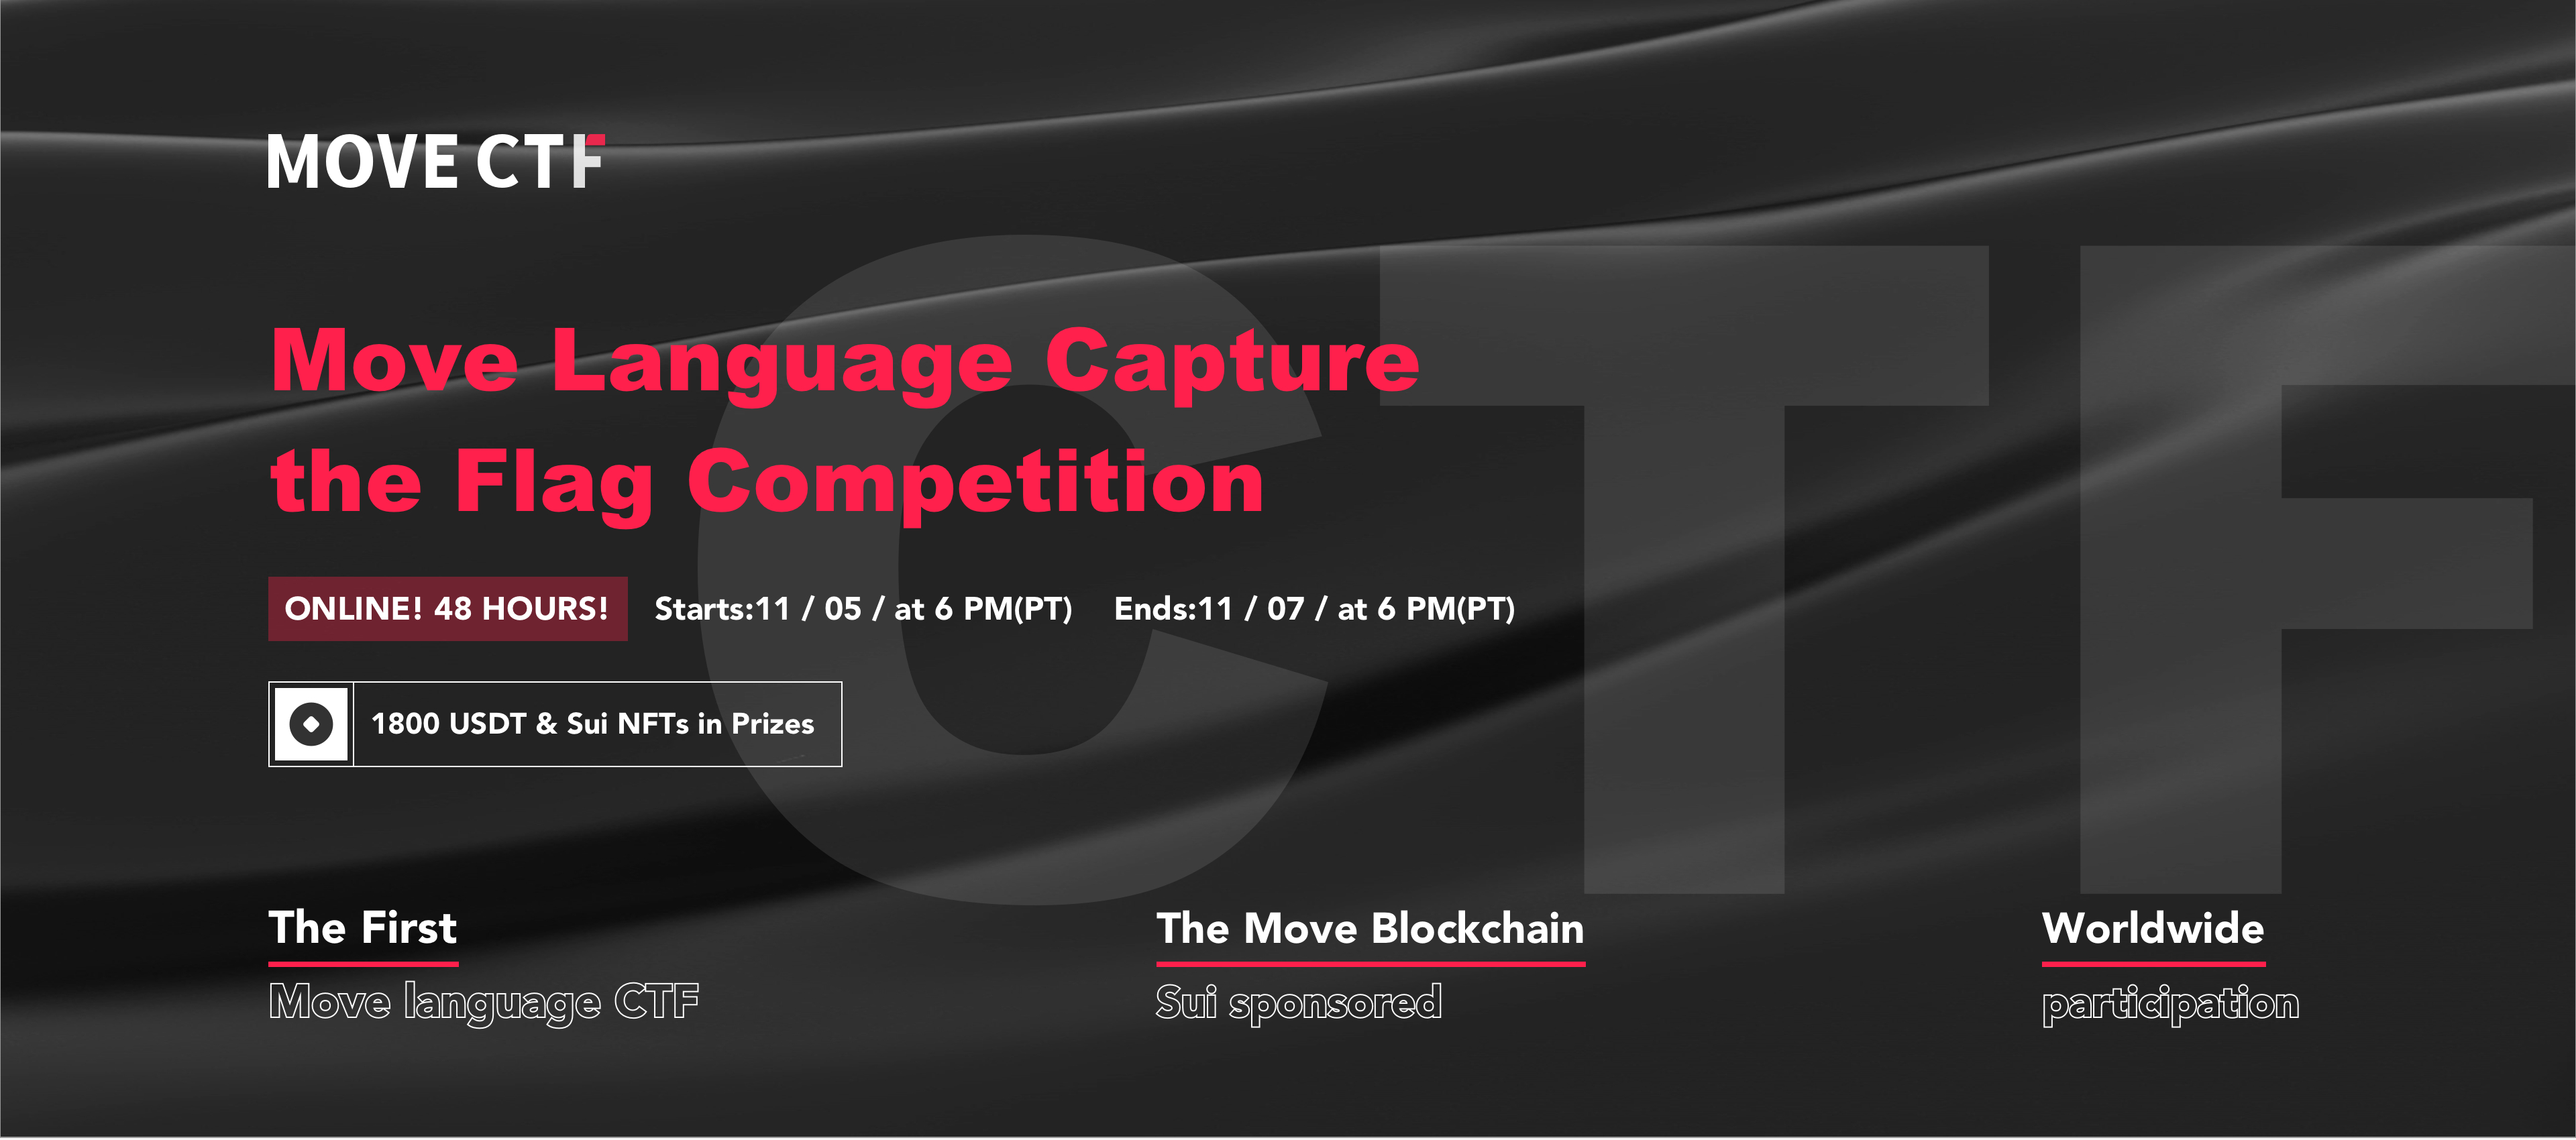 MOVE CTF
CTF
Move Language Capture
the Flag Competition
ONLINE! 48 HOURS! Starts:11 / 05 / at 6 PM(PT) Ends:11 / 07 / at 6 PM(PT)
1800 USDT & Sui NFTs in Prizes
The First The Move Blockchain Worldwide
Move language CTF Sui sponsored participation